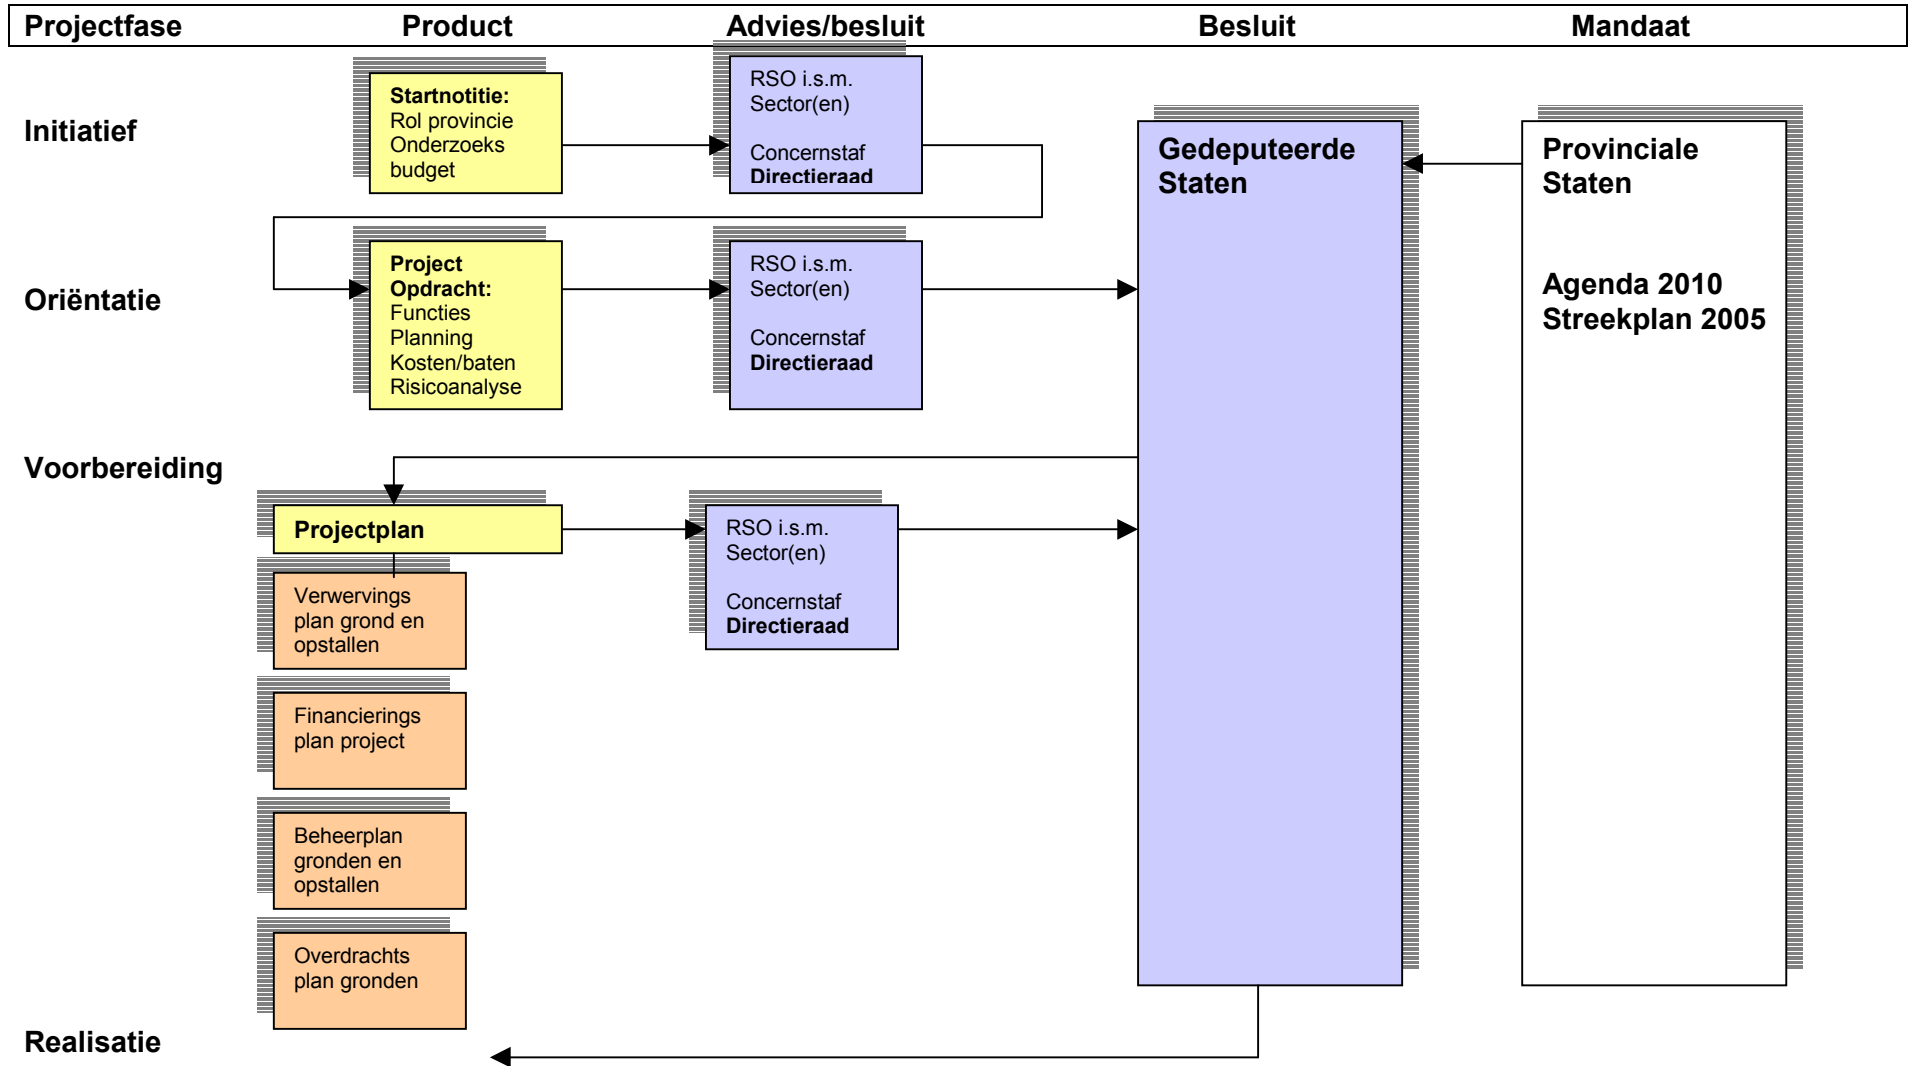 Projectfase Product Advies/besluit Besluit Mandaat
Initiatief
Startnotitie:
Rol provincie
Onderzoeks
budget
RSO i.s.m.
Sector(en)
Concernstaf
Directieraad
Gedeputeerde
Staten
Provinciale
Staten
Agenda 2010
Streekplan 2005
Oriëntatie
Project
Opdracht:
Functies
Planning
Kosten/baten
Risicoanalyse
RSO i.s.m.
Sector(en)
Concernstaf
Directieraad
Voorbereiding
Projectplan
RSO i.s.m.
Sector(en)
Concernstaf
Directieraad
Verwervings
plan grond en
opstallen
Financierings
plan project
Beheerplan
gronden en
opstallen
Overdrachts
plan gronden
Realisatie